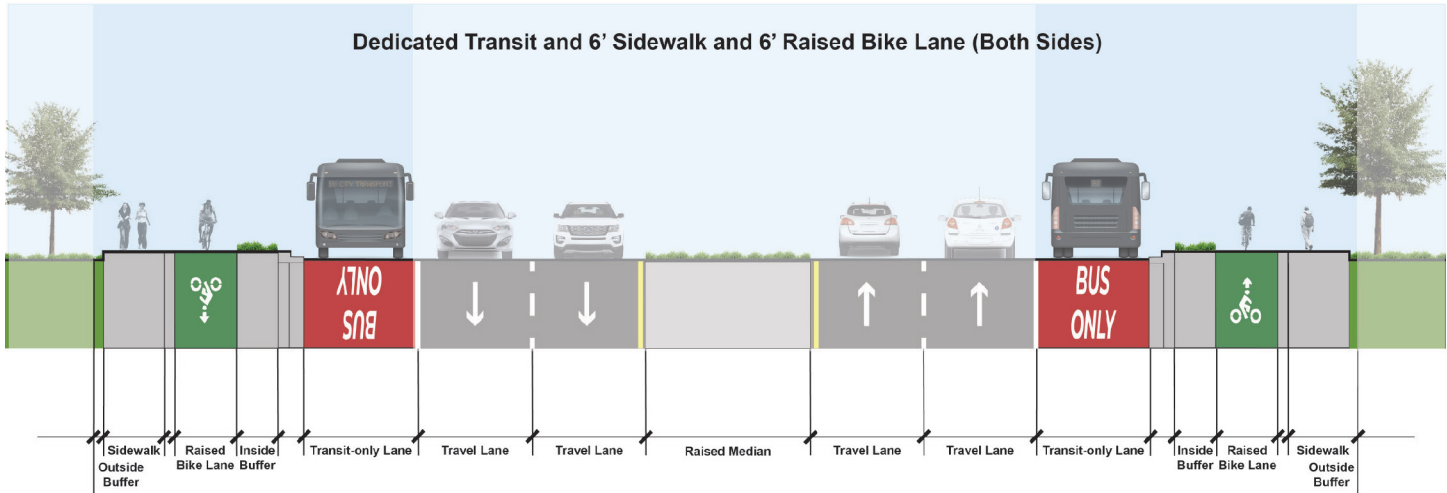 Dedicated Transit and 6' Sidewalk and 6' Raised Bike Lane (Both Sides)
ONLY
BUS
BUS
ONLY
Sidewalk
Outside
Buffer
Raised
Bike Lane
Inside
Buffer
Transit-only Lane
Travel Lane
Travel Lane
Raised Median
Travel Lane
Travel Lane
Transit-only Lane
Inside
Buffer
Raised
Bike Lane
Sidewalk
Outside
Buffer